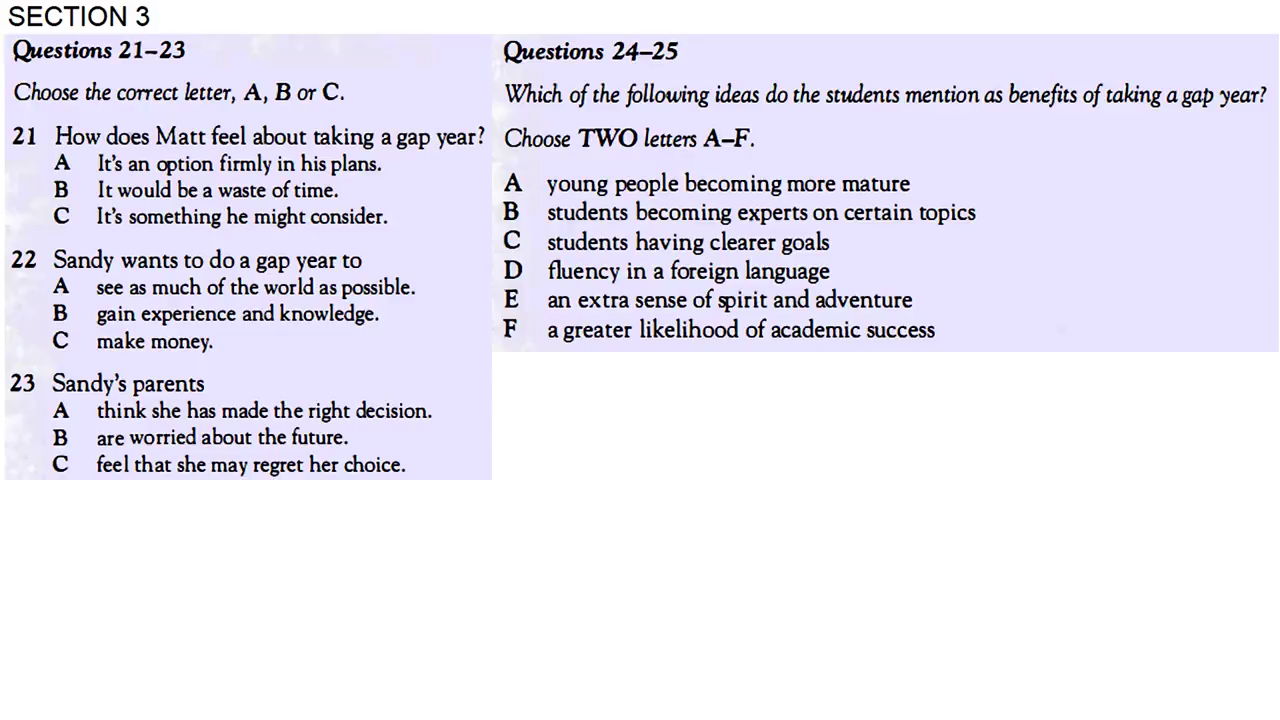 SECTION 3
Questions 21–23
Choose the correct letter, A, B or C.
21 How does Matt feel about taking a gap year?
A It's an option firmly in his plans.
B It would be a waste of time.
C It's something he might consider.
22 Sandy wants to do a gap year to
A see as much of the world as possible.
B gain experience and knowledge.
C make money.
23 Sandy's parents
A think she has made the right decision.
B are worried about the future.
C feel that she may regret her choice.
Questions 24–25
Which of the following ideas do the students mention as benefits of taking a gap year?
Choose TWO letters A–F.
A young people becoming more mature
B students becoming experts on certain topics
C students having clearer goals
D fluency in a foreign language
E an extra sense of spirit and adventure
F a greater likelihood of academic success